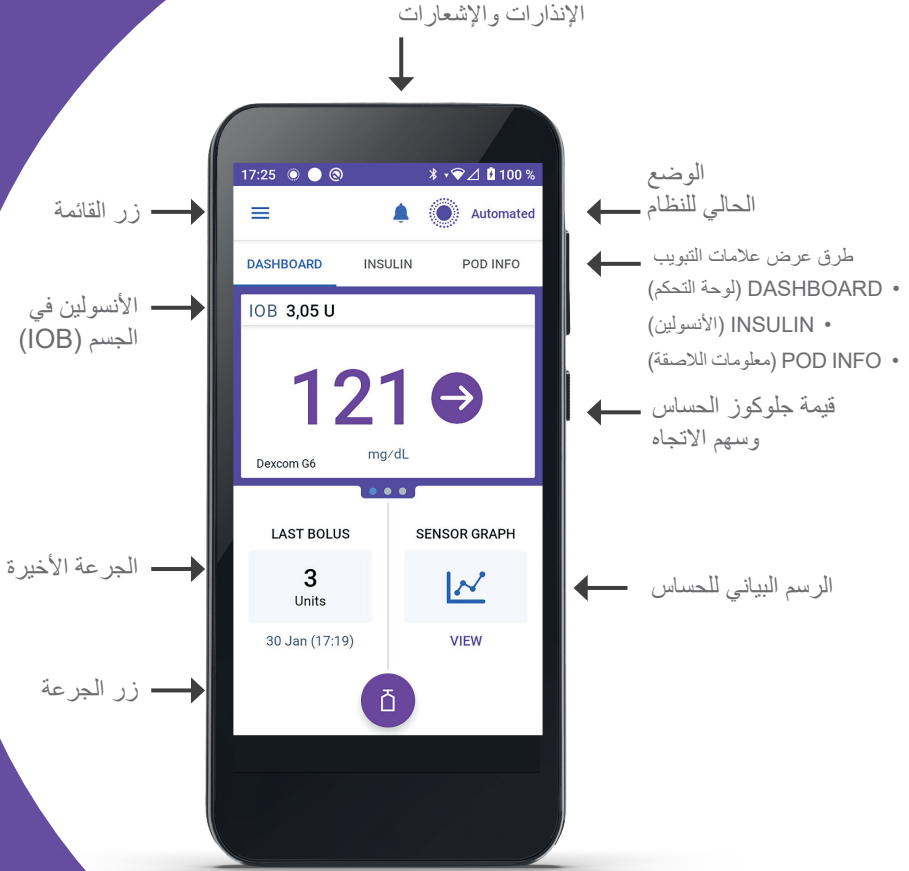 الإنذارات والإشعارات
17:25
100 %
Automated
DASHBOARD
INSULIN
POD INFO
IOB 3,05 U
121
mg/dL
Dexcom G6
LAST BOLUS
3
Units
30 Jan (17:19)
SENSOR GRAPH
VIEW
زر القائمة
الأنسولين في
الجسم (IOB)
الجرعة الأخيرة
زر الجرعة
الوضع
الحالي للنظام
طرق عرض علامات التبويب
• DASHBOARD (لوحة التحكم)
• INSULIN (الأنسولين)
• POD INFO (معلومات اللاصقة)
قيمة جلوكوز الحساس
وسهم الاتجاه
الرسم البياني للحساس